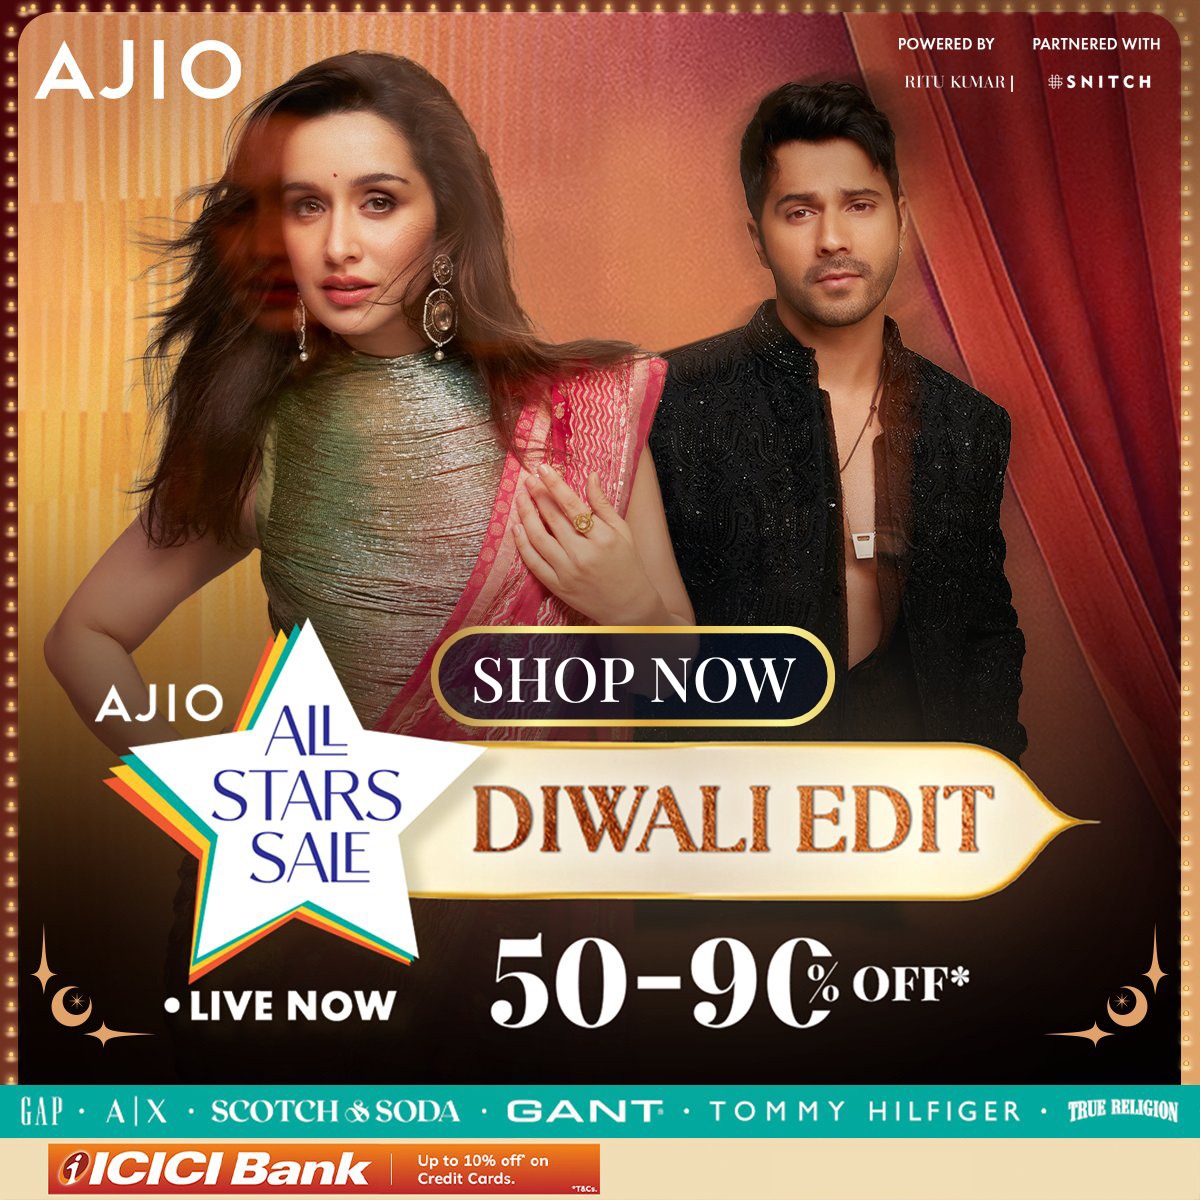 AJIO
POWERED BY
PARTNERED WITH
RITU KUMAR
SNITCH
SHOP NOW
AJIO
ALL
STARS
SALE
DIWALI EDIT
• LIVE NOW
50-90% OFF*
GAP · A|X · SCOTCH & SODA · GANT · TOMMY HILFIGER · TRUE RELIGION
ICICI Bank
Up to 10% off* on
Credit Cards.
*T&Cs.